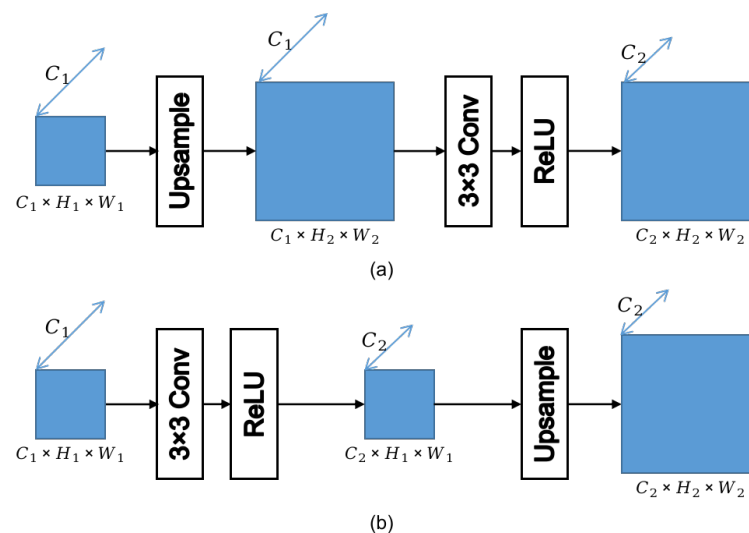 C₁ C₁ C₂
Upsample 3×3 Conv ReLU
C₁ × H₁ × W₁ C₁ × H₂ × W₂ C₂ × H₂ × W₂
(a)
C₁ C₂ C₂
3×3 Conv ReLU Upsample
C₁ × H₁ × W₁ C₂ × H₁ × W₁ C₂ × H₂ × W₂
(b)